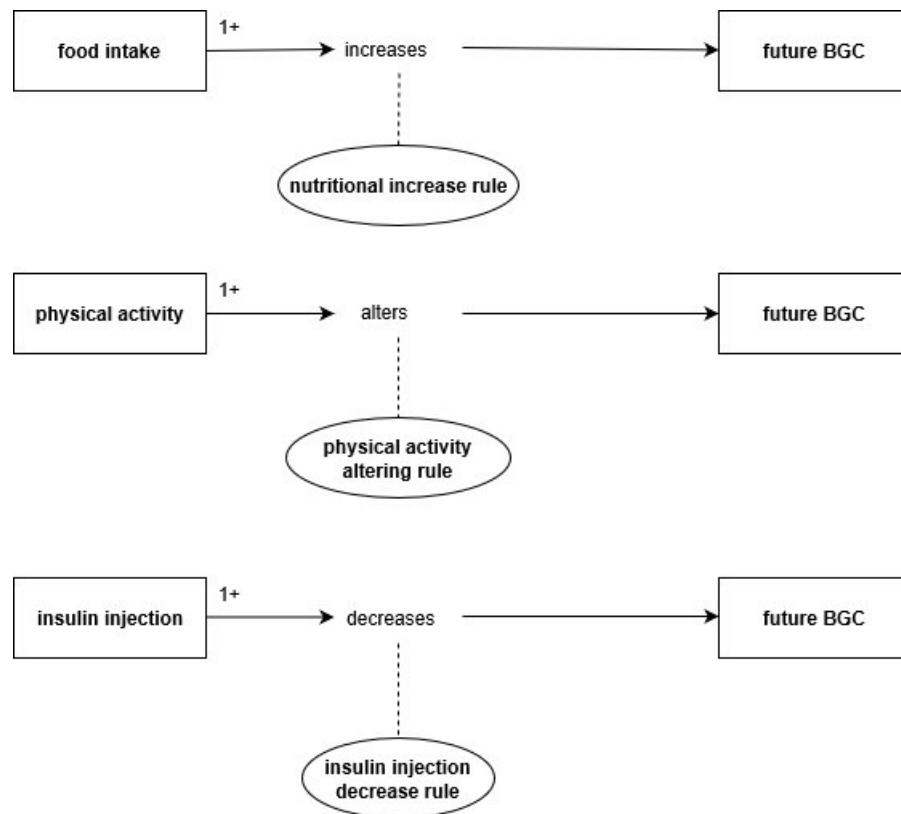 1+
food intake
increases
future BGC
nutritional increase rule
1+
physical activity
alters
future BGC
physical activity
altering rule
1+
insulin injection
decreases
future BGC
insulin injection
decrease rule